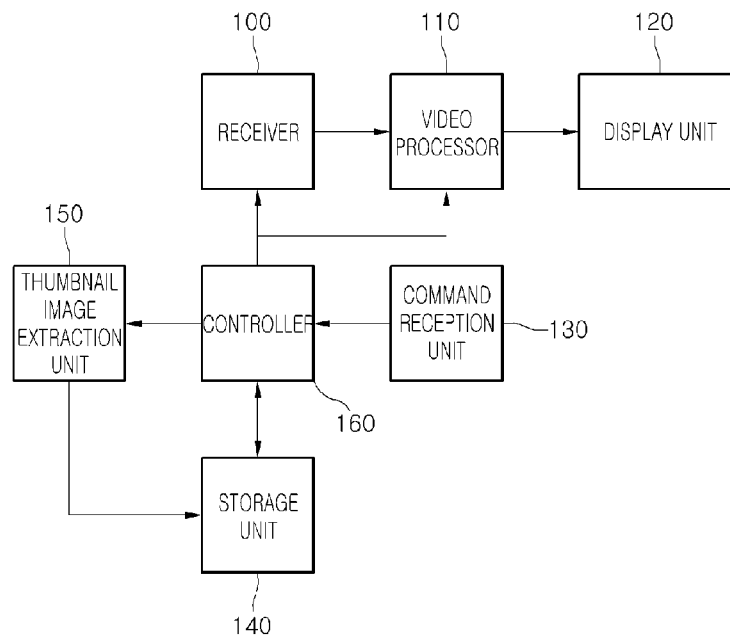 100
110
120
RECEIVER
VIDEO
PROCESSOR
DISPLAY UNIT
150
THUMBNAIL
IMAGE
EXTRACTION
UNIT
CONTROLLER
COMMAND
RECEPTION
UNIT
130
160
STORAGE
UNIT
140